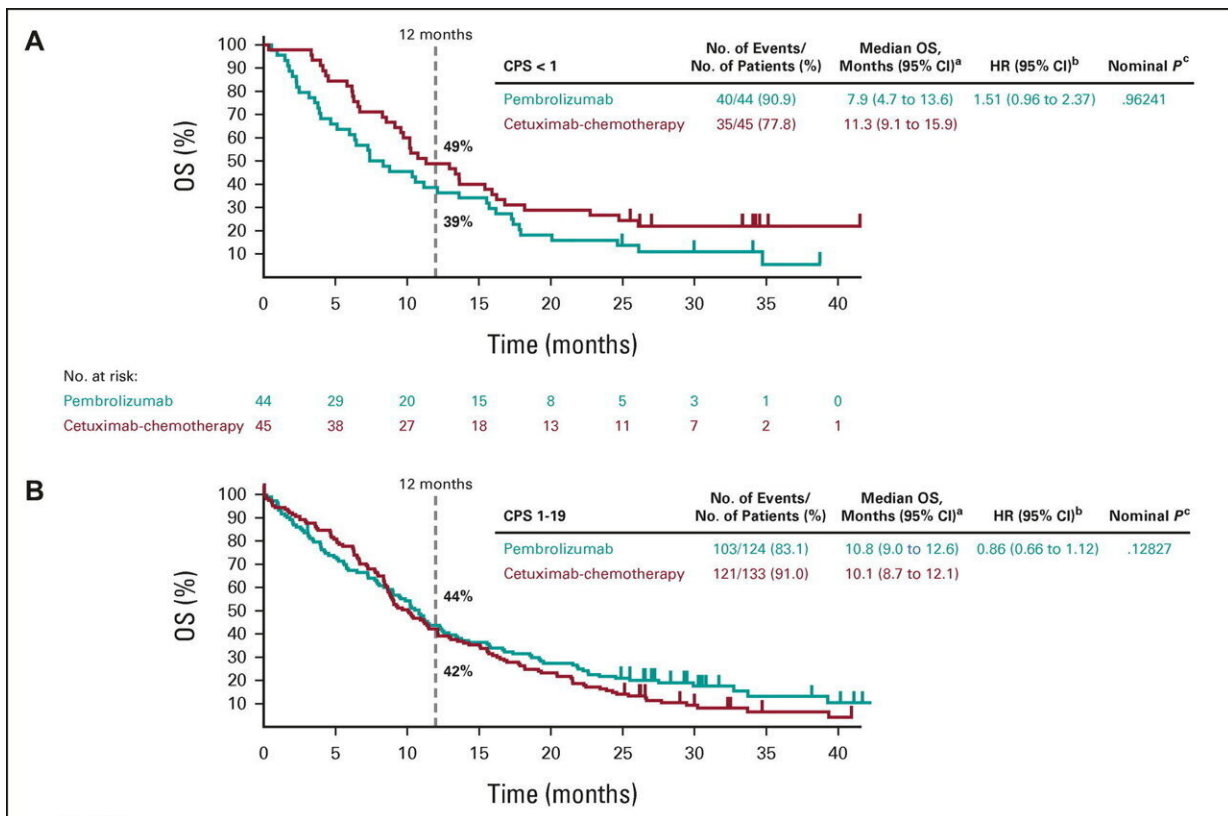 A
12 months
CPS < 1
No. of Events/
No. of Patients (%)
Median OS,
Months (95% CI)a
HR (95% CI)b
Nominal Pc
Pembrolizumab 40/44 (90.9) 7.9 (4.7 to 13.6) 1.51 (0.96 to 2.37) .96241
Cetuximab-chemotherapy 35/45 (77.8) 11.3 (9.1 to 15.9)
OS (%)
100
90
80
70
60
50
40
30
20
10
49%
39%
0 5 10 15 20 25 30 35 40
Time (months)
No. at risk:
Pembrolizumab 44 29 20 15 8 5 3 1 0
Cetuximab-chemotherapy 45 38 27 18 13 11 7 2 1
B
12 months
CPS 1-19
No. of Events/
No. of Patients (%)
Median OS,
Months (95% CI)a
HR (95% CI)b
Nominal Pc
Pembrolizumab 103/124 (83.1) 10.8 (9.0 to 12.6) 0.86 (0.66 to 1.12) .12827
Cetuximab-chemotherapy 121/133 (91.0) 10.1 (8.7 to 12.1)
OS (%)
100
90
80
70
60
50
40
30
20
10
44%
42%
0 5 10 15 20 25 30 35 40
Time (months)